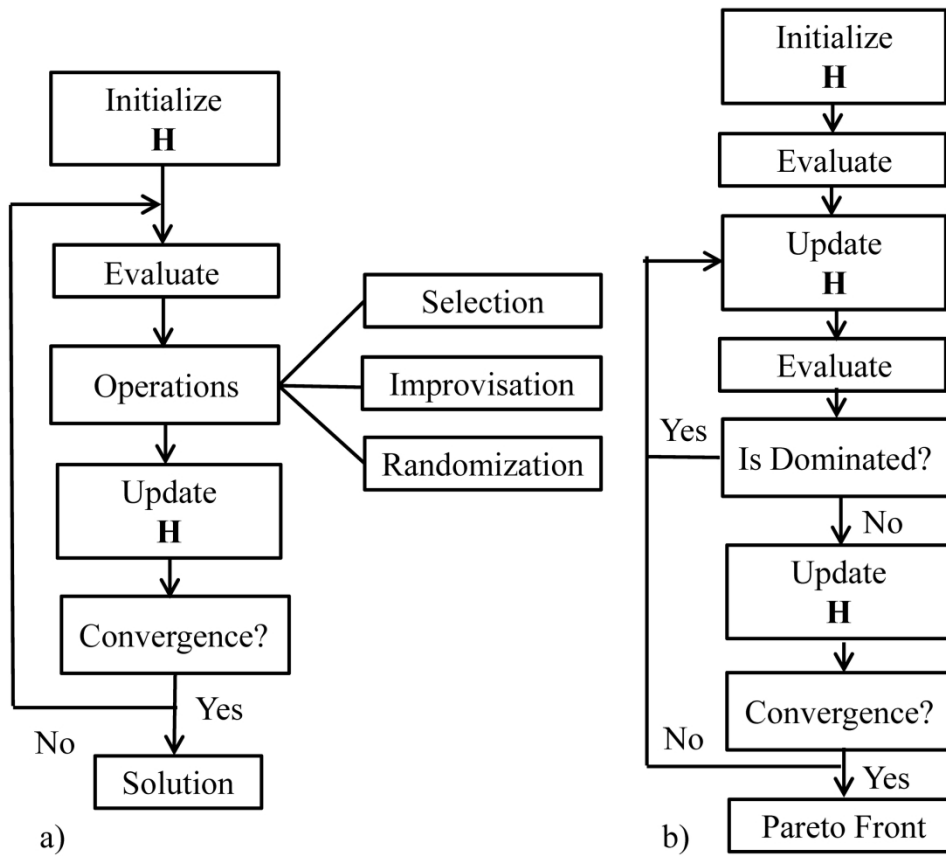 Initialize
H
Evaluate
Operations
Selection
Improvisation
Randomization
Update
H
Convergence?
Yes
No
Solution
a)
Initialize
H
Evaluate
Update
H
Evaluate
Yes
Is Dominated?
No
Update
H
Convergence?
No
Yes
Pareto Front
b)